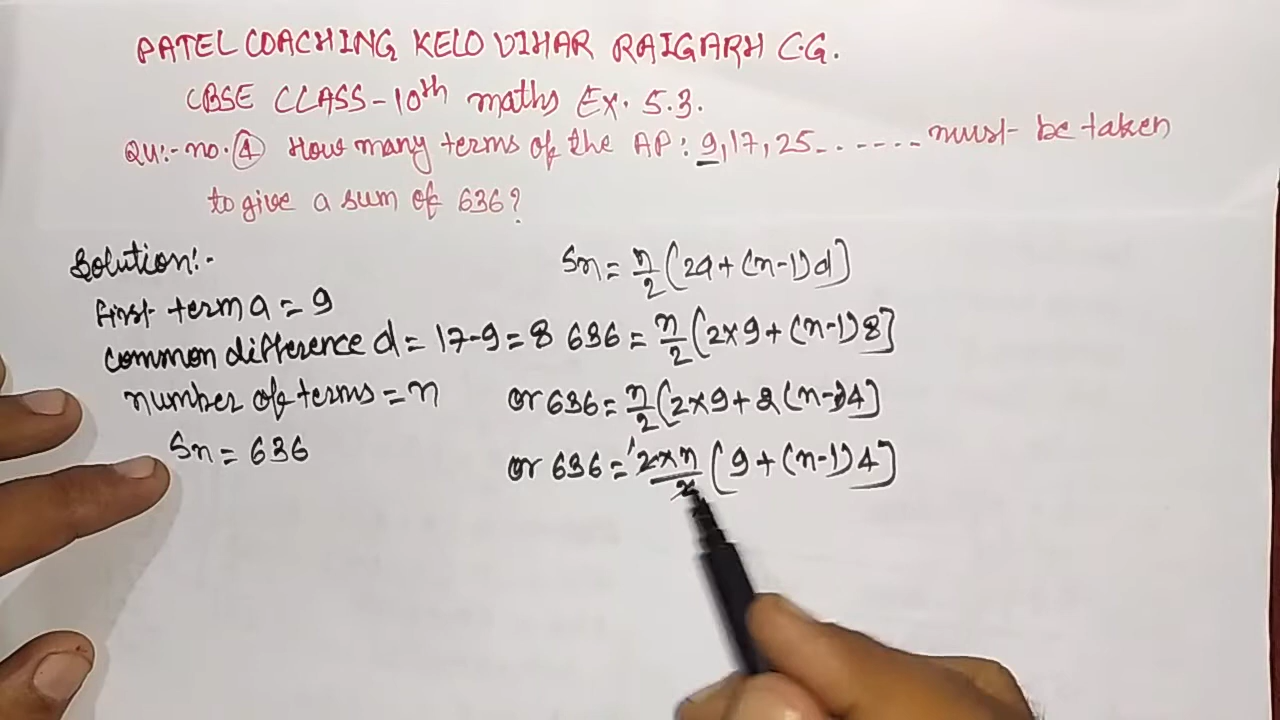 PATEL COACHING KELO VIHAR RAIGARH C.G.
CBSE CLASS-10th maths Ex. 5.3.
QU:-no.④ How many terms of the AP: 9,17,25....... must be taken
to give a sum of 636?
Solution:-
First term a = 9
Common difference d = 17-9 = 8
number of terms = n
Sn = 636
Sn = n/2 (2a + (n-1)d]
636 = n/2 (2×9 + (n-1)8]
or 636 = n/2 (2×9 + 2(n-1)4]
or 636 = 2×n/2 (9 + (n-1)4]